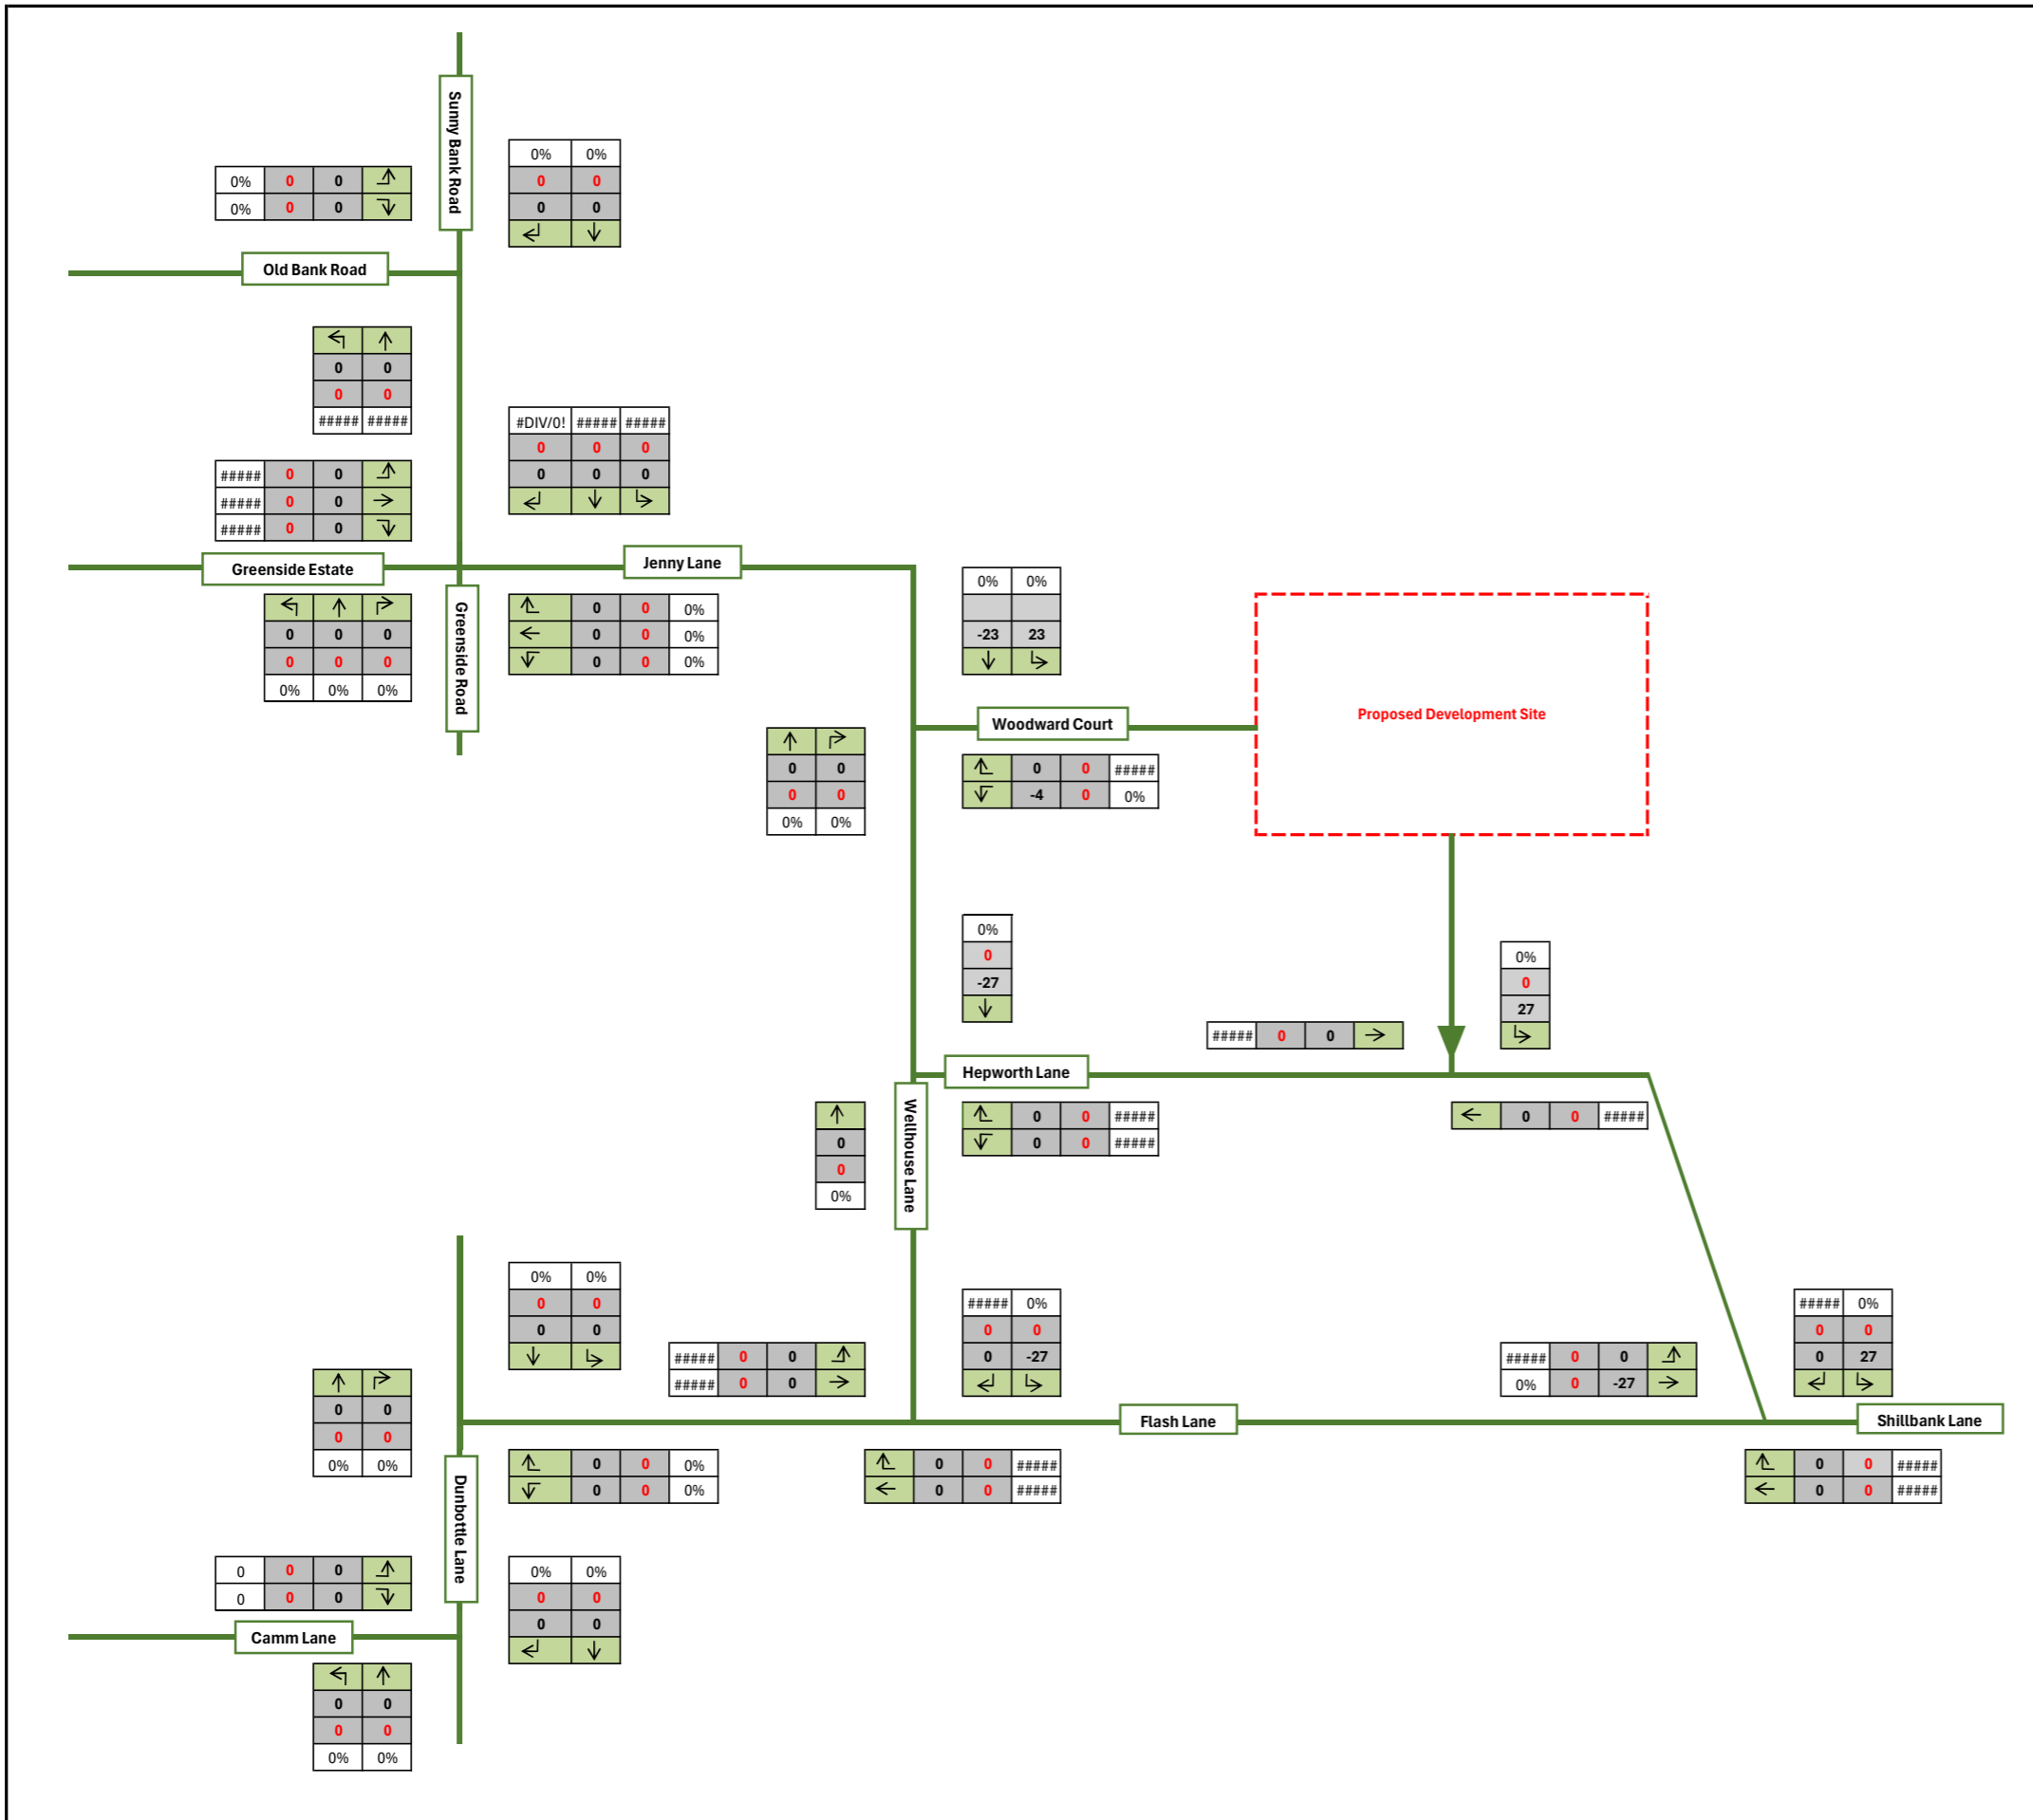 Sunny Bank Road
0% 0%
0 0
0 0
0% 0 0
0% 0 0
Old Bank Road
0 0
0 0
##### #####
#DIV/0! ##### #####
0 0 0
0 0 0
##### 0 0
##### 0 0
##### 0 0
Greenside Estate
Jenny Lane
Greenside Road
0 0 0
0 0 0
0% 0% 0%
0 0 0%
0 0 0%
0 0 0%
0% 0%
-23 23
Proposed Development Site
Woodward Court
0 0
0 0
0% 0%
0 0 #####
-4 0 0%
0%
0
-27
0%
0
27
##### 0 0
Hepworth Lane
Wellhouse Lane
0
0
0%
0 0 #####
0 0 #####
0 0 #####
0% 0%
0 0
0 0
##### 0 0
##### 0 0
##### 0%
0 0
0 -27
##### 0 0
0% 0 -27
##### 0%
0 0
0 27
0 0
0 0
0% 0%
Flash Lane
Shillbank Lane
Dunbottle Lane
0 0 0%
0 0 0%
0 0 #####
0 0 #####
0 0 #####
0 0 #####
0 0 0
0 0 0
0% 0%
0 0
0 0
Camm Lane
0 0
0 0
0% 0%